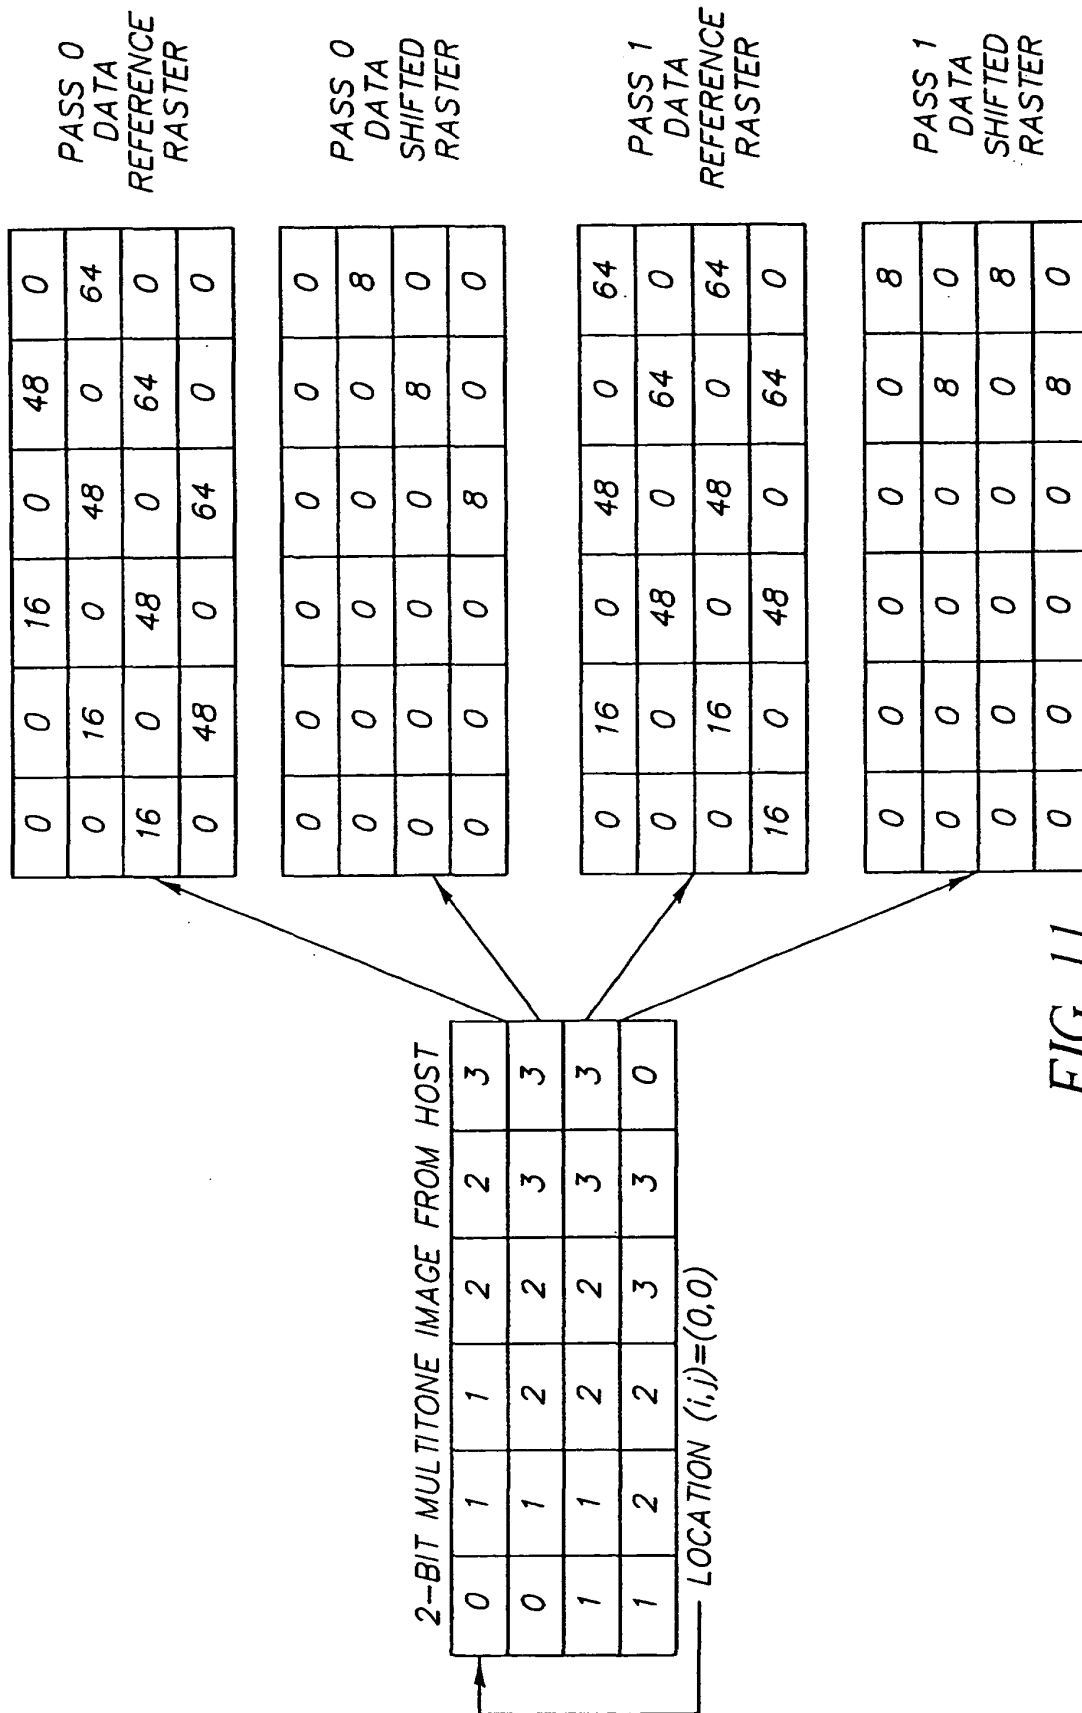 0 0 16 0 48 0
0 16 0 48 0 64
16 0 48 0 64 0
0 48 0 64 0 0
PASS 0
DATA
REFERENCE
RASTER
0 0 0 0 0 0
0 0 0 0 0 8
0 0 0 0 8 0
0 0 0 8 0 0
PASS 0
DATA
SHIFTED
RASTER
2-BIT MULTITONE IMAGE FROM HOST
0 1 1 2 2 3
0 1 2 2 3 3
1 1 2 2 3 3
1 2 2 3 3 0
LOCATION (i,j)=(0,0)
0 16 0 48 0 64
0 0 48 0 64 0
0 16 0 48 0 64
16 0 48 0 64 0
PASS 1
DATA
REFERENCE
RASTER
0 0 0 0 0 8
0 0 0 0 8 0
0 0 0 0 0 8
0 0 0 0 8 0
PASS 1
DATA
SHIFTED
RASTER
FIG. 11